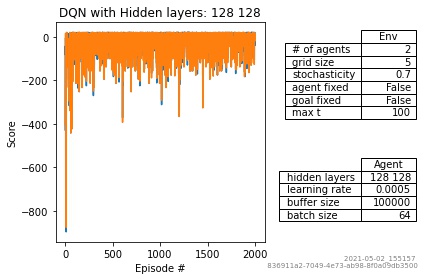 DQN with Hidden layers: 128 128
0
−200
−400
−600
−800
Score
0 500 1000 1500 2000
Episode #
Env
# of agents 2
grid size 5
stochasticity 0.7
agent fixed False
goal fixed False
max t 100
Agent
hidden layers 128 128
learning rate 0.0005
buffer size 100000
batch size 64
2021-05-02_155157
836911a2-7049-4e73-ab98-8f0a09db3500